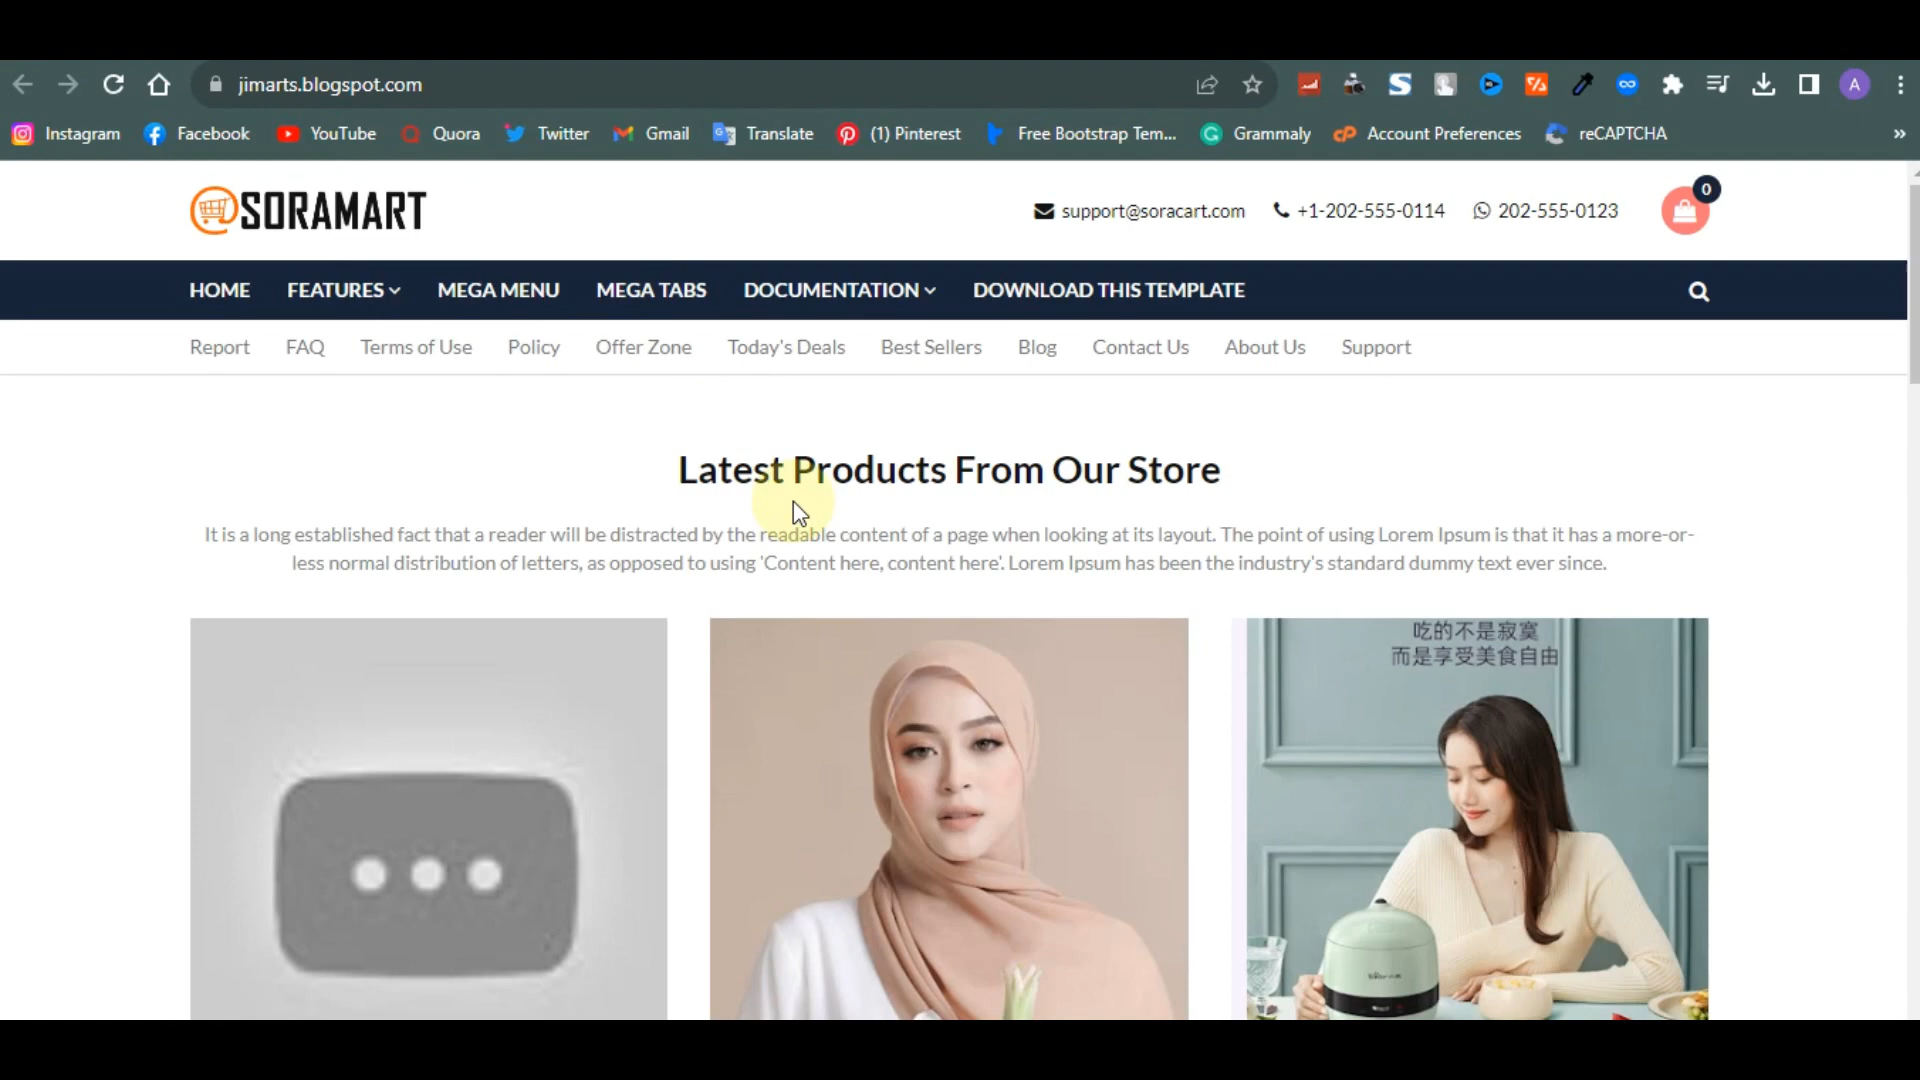 jimarts.blogspot.com
A
Instagram Facebook YouTube Quora Twitter Gmail Translate (1) Pinterest Free Bootstrap Tem... Grammaly Account Preferences reCAPTCHA »
SORAMART
support@soracart.com +1-202-555-0114 202-555-0123 0
HOME FEATURES MEGA MENU MEGA TABS DOCUMENTATION DOWNLOAD THIS TEMPLATE
Report FAQ Terms of Use Policy Offer Zone Today's Deals Best Sellers Blog Contact Us About Us Support
Latest Products From Our Store
It is a long established fact that a reader will be distracted by the readable content of a page when looking at its layout. The point of using Lorem Ipsum is that it has a more-or-
less normal distribution of letters, as opposed to using 'Content here, content here'. Lorem Ipsum has been the industry's standard dummy text ever since.
吃的不是寂寞
而是享受美食自由